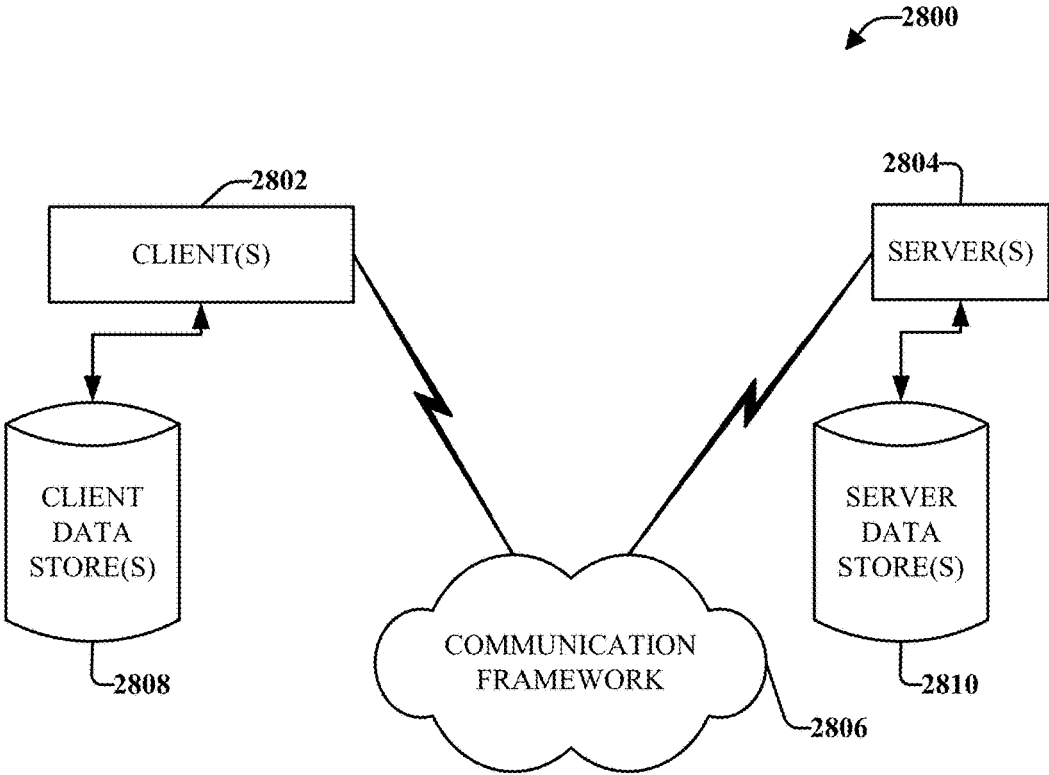 2800
2802
2804
CLIENT(S)
SERVER(S)
CLIENT
DATA
STORE(S)
SERVER
DATA
STORE(S)
COMMUNICATION
FRAMEWORK
2808
2810
2806